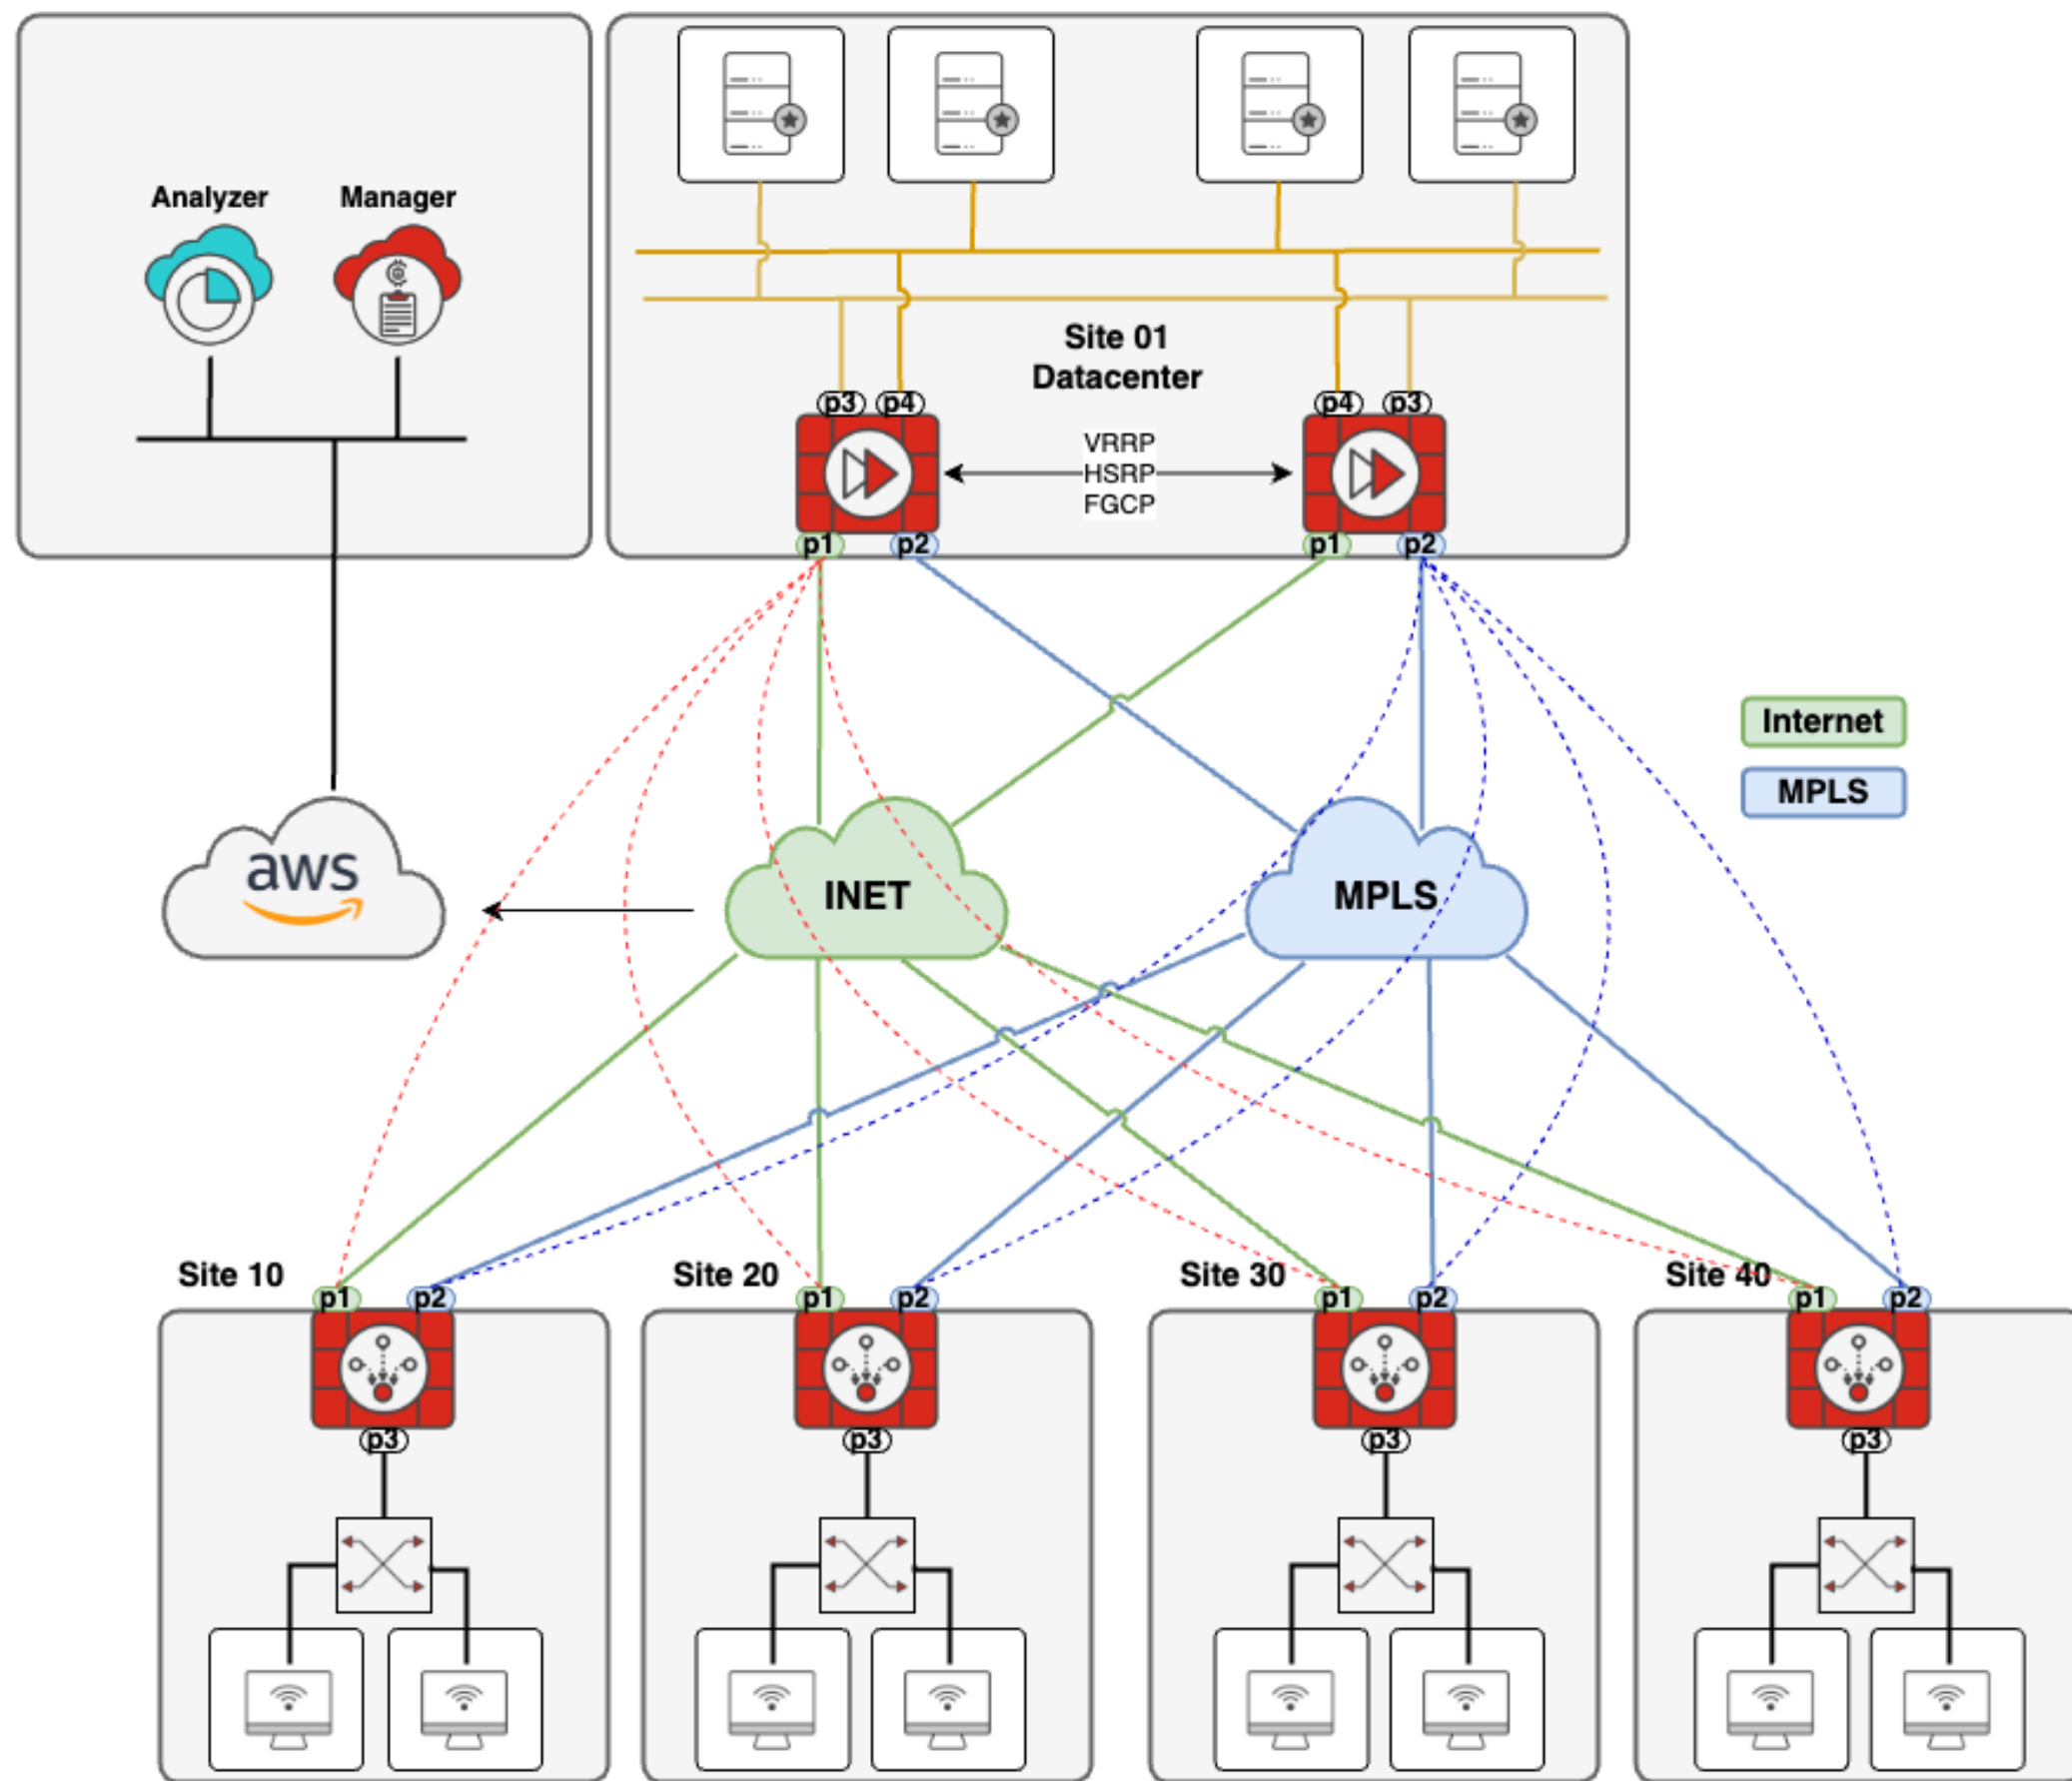 Analyzer
Manager
Site 01
Datacenter
p3
p4
p4
p3
VRRP
HSRP
FGCP
p1
p2
p1
p2
Internet
MPLS
aws
INET
MPLS
Site 10
p1
p2
Site 20
p1
p2
Site 30
p1
p2
Site 40
p1
p2
p3
p3
p3
p3